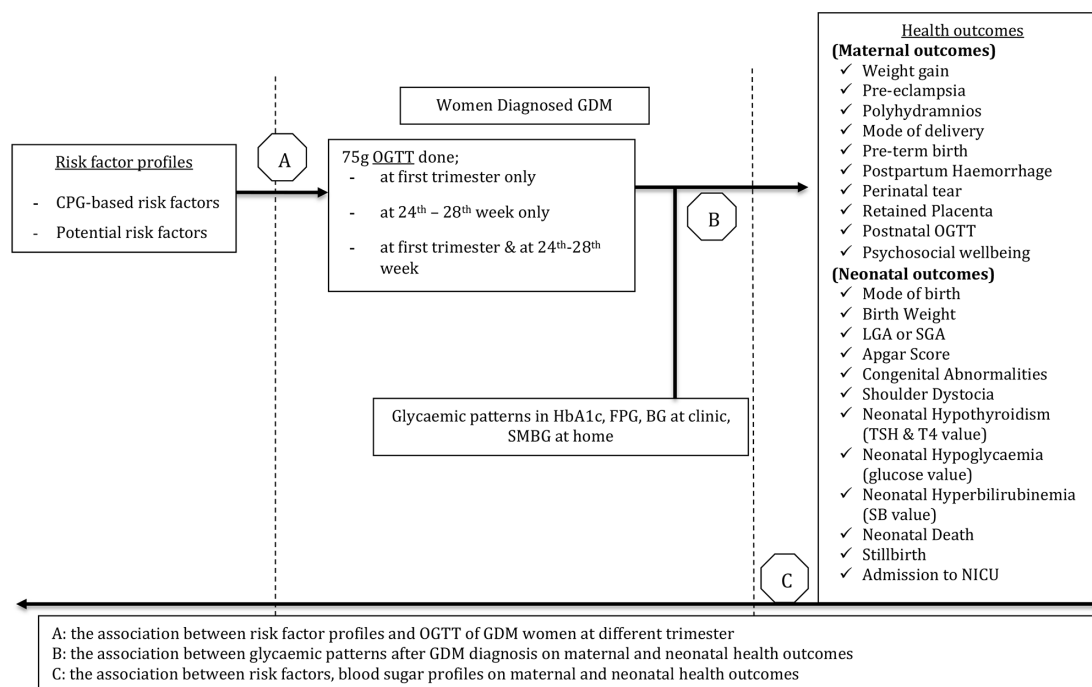 Women Diagnosed GDM
Risk factor profiles
- CPG-based risk factors
- Potential risk factors
A
75g OGTT done;
- at first trimester only
- at 24th – 28th week only
- at first trimester & at 24th-28th
week
B
Glycaemic patterns in HbA1c, FPG, BG at clinic,
SMBG at home
Health outcomes
(Maternal outcomes)
✓ Weight gain
✓ Pre-eclampsia
✓ Polyhydramnios
✓ Mode of delivery
✓ Pre-term birth
✓ Postpartum Haemorrhage
✓ Perinatal tear
✓ Retained Placenta
✓ Postnatal OGTT
✓ Psychosocial wellbeing
(Neonatal outcomes)
✓ Mode of birth
✓ Birth Weight
✓ LGA or SGA
✓ Apgar Score
✓ Congenital Abnormalities
✓ Shoulder Dystocia
✓ Neonatal Hypothyroidism
(TSH & T4 value)
✓ Neonatal Hypoglycaemia
(glucose value)
✓ Neonatal Hyperbilirubinemia
(SB value)
✓ Neonatal Death
✓ Stillbirth
✓ Admission to NICU
C
A: the association between risk factor profiles and OGTT of GDM women at different trimester
B: the association between glycaemic patterns after GDM diagnosis on maternal and neonatal health outcomes
C: the association between risk factors, blood sugar profiles on maternal and neonatal health outcomes